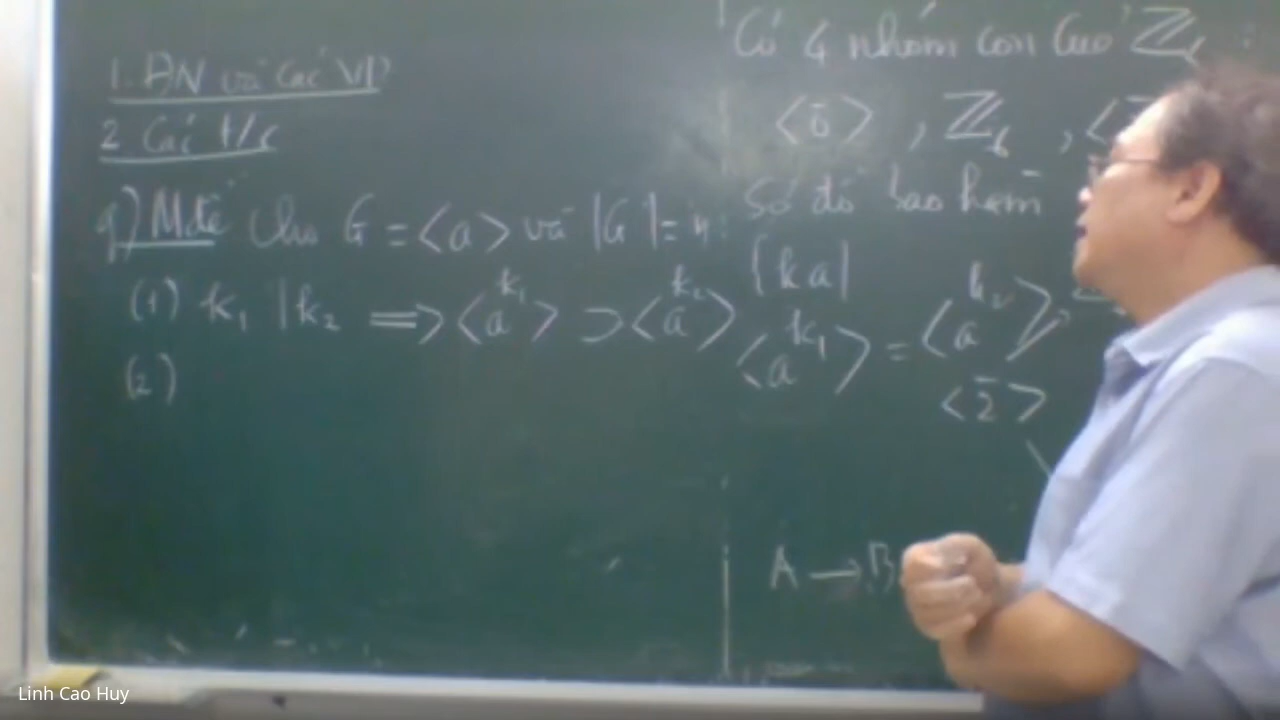 1. ĐN và các VD
2. Các t/c
g) Mđề Cho G = <a> và |G| = n:
(1) k₁ | k₂ ⟹ <a^k₁> ⊃ <a^k₂>
(2)
Có 4 nhóm con của ℤ₆ :
<0̄> , ℤ₆ , <
Sơ đồ bao hàm
[ka]
<a^k₁> = <a^k₂>
<2̄>
A → B
Linh Cao Huy